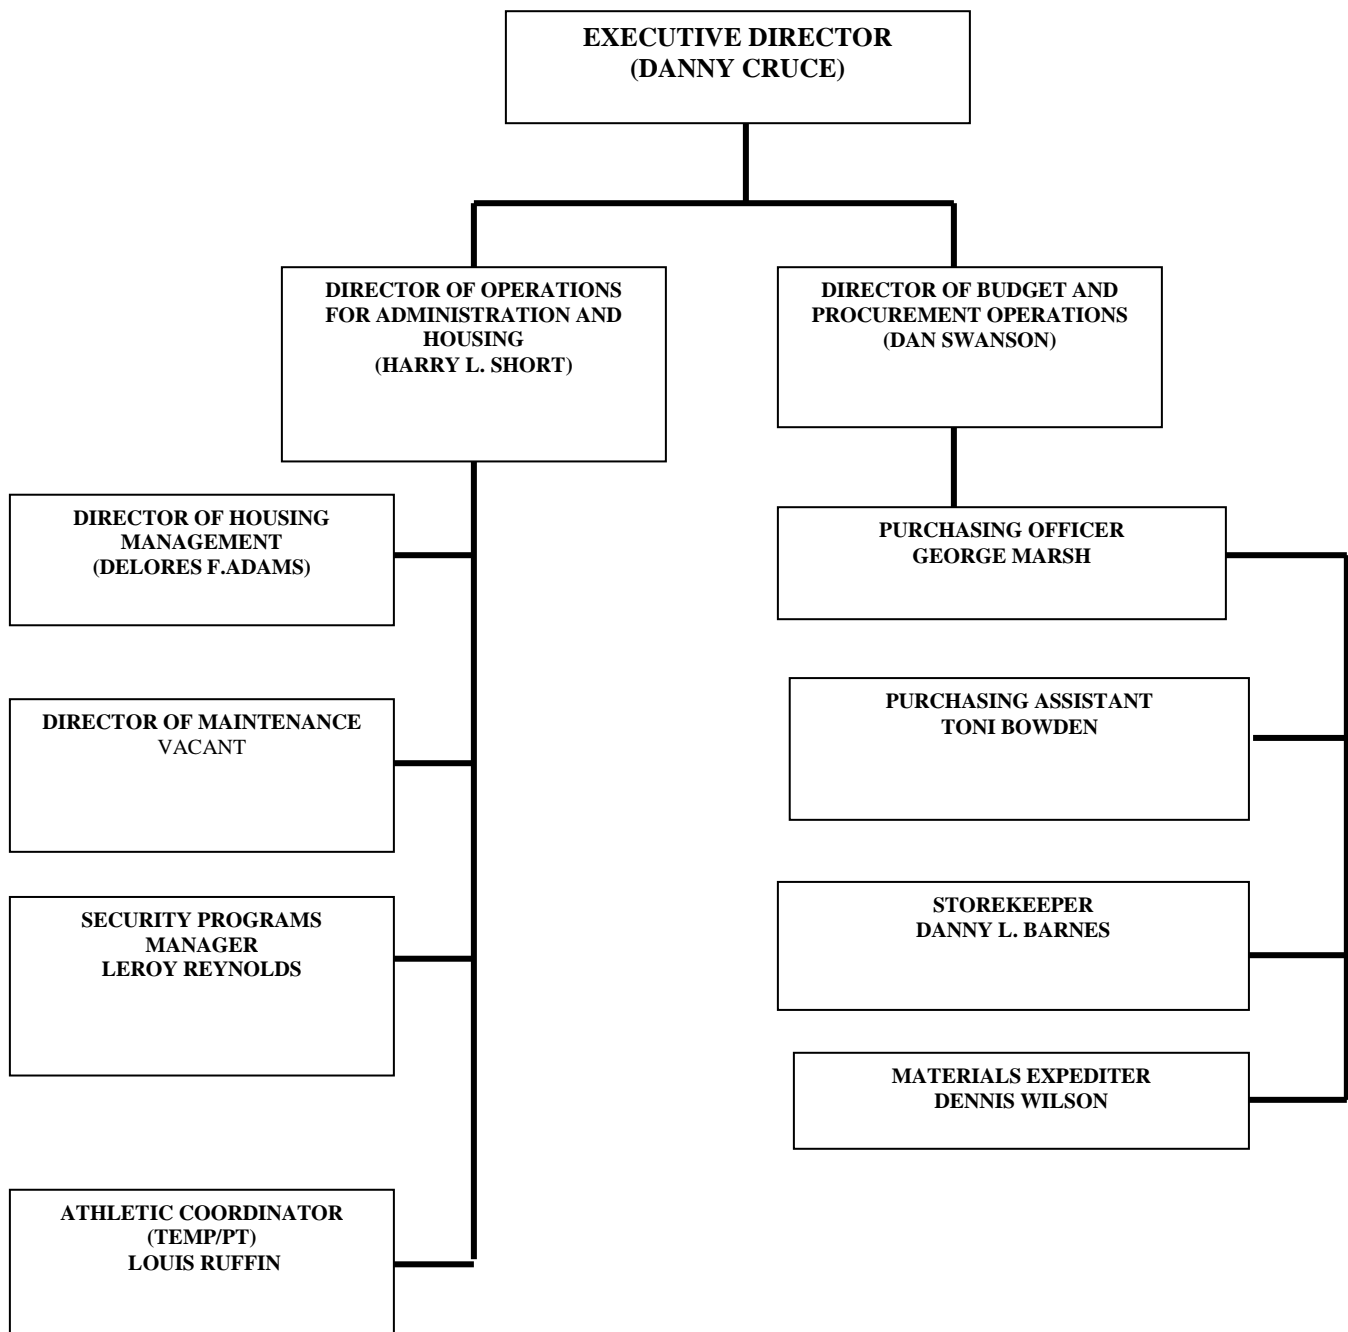 EXECUTIVE DIRECTOR
(DANNY CRUCE)
DIRECTOR OF OPERATIONS
FOR ADMINISTRATION AND
HOUSING
(HARRY L. SHORT)
DIRECTOR OF BUDGET AND
PROCUREMENT OPERATIONS
(DAN SWANSON)
DIRECTOR OF HOUSING
MANAGEMENT
(DELORES F.ADAMS)
DIRECTOR OF MAINTENANCE
VACANT
SECURITY PROGRAMS
MANAGER
LEROY REYNOLDS
ATHLETIC COORDINATOR
(TEMP/PT)
LOUIS RUFFIN
PURCHASING OFFICER
GEORGE MARSH
PURCHASING ASSISTANT
TONI BOWDEN
STOREKEEPER
DANNY L. BARNES
MATERIALS EXPEDITER
DENNIS WILSON